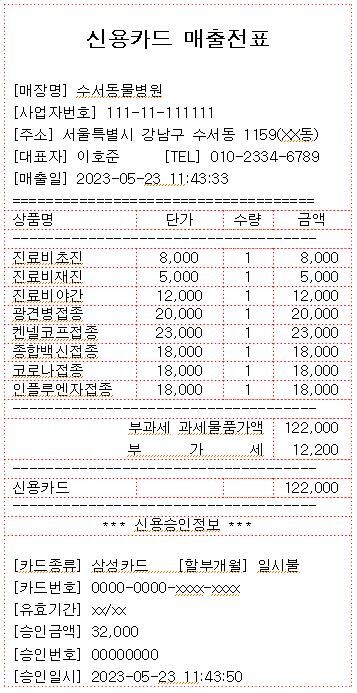 신용카드 매출전표
[매장명] 수서동물병원
[사업자번호] 111-11-111111
[주소] 서울특별시 강남구 수서동 1159(XX동)
[대표자] 이호준 [TEL] 010-2334-6789
[매출일] 2023-05-23 11:43:33
===================================
상품명 단가 수량 금액
-----------------------------------
진료비초진 8,000 1 8,000
진료비재진 5,000 1 5,000
진료비야간 12,000 1 12,000
광견병접종 20,000 1 20,000
켄넬코프접종 23,000 1 23,000
종합백신접종 18,000 1 18,000
코로나접종 18,000 1 18,000
인플루엔자접종 18,000 1 18,000
-----------------------------------
부과세 과세물품가액 122,000
부 가 세 12,200
-----------------------------------
신용카드 122,000
-----------------------------------
*** 신용승인정보 ***
[카드종류] 삼성카드 [할부개월] 일시불
[카드번호] 0000-0000-xxxx-xxxx
[유효기간] xx/xx
[승인금액] 32,000
[승인번호] 00000000
[승인일시] 2023-05-23 11:43:50